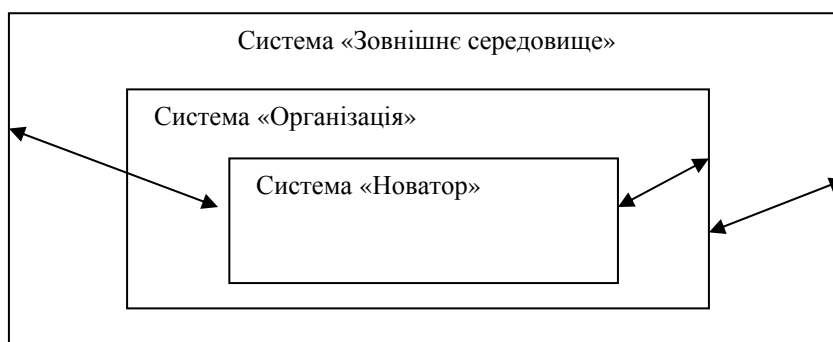 Система «Зовнішнє середовище»
Система «Організація»
Система «Новатор»